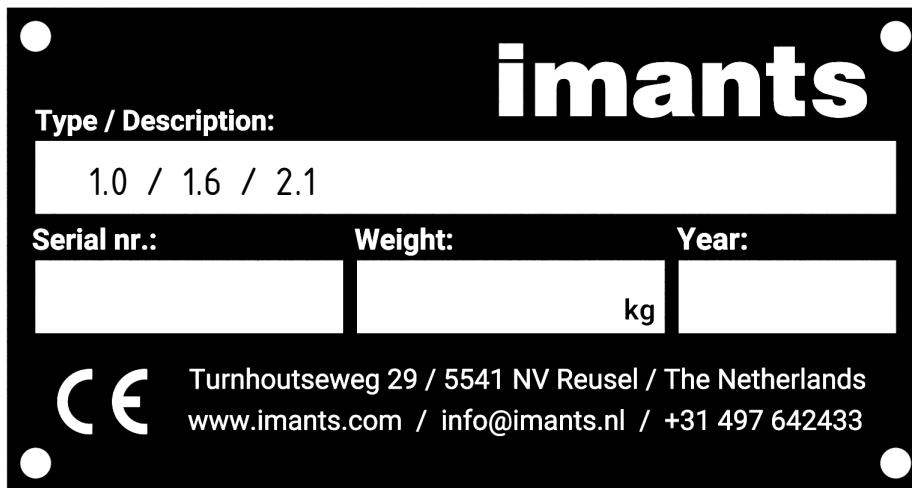 imants
Type / Description:
1.0 / 1.6 / 2.1
Serial nr.: Weight: Year:
kg
CE Turnhoutseweg 29 / 5541 NV Reusel / The Netherlands
www.imants.com / info@imants.nl / +31 497 642433